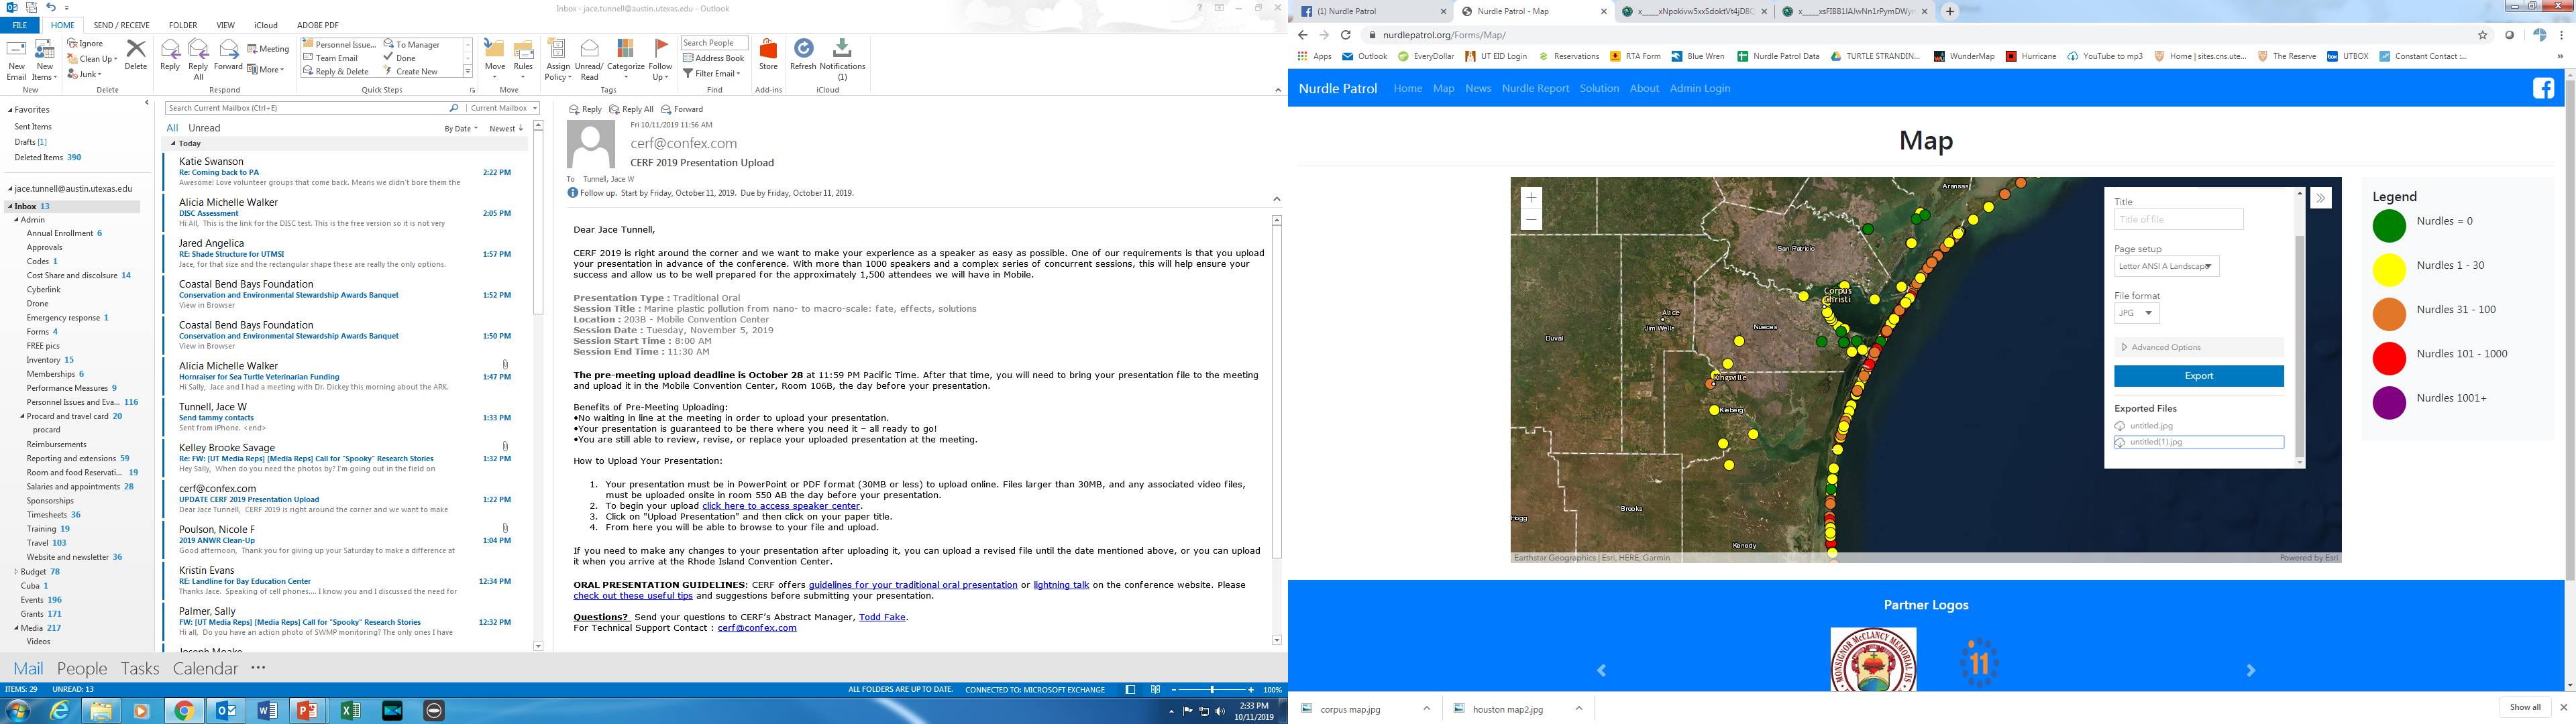 Inbox - jace.tunnell@austin.utexas.edu - Outlook
FILE HOME SEND / RECEIVE FOLDER VIEW iCloud ADOBE PDF
New Email
New Items
Ignore
Clean Up
Junk
Delete
Reply
Reply All
Forward
Meeting
More
Personnel Issue...
Team Email
Reply & Delete
To Manager
Done
Create New
Move
Rules
Assign Policy
Unread/ Read
Categorize
Follow Up
Search People
Address Book
Filter Email
Store
Refresh
Notifications (1)
New Delete Respond Quick Steps Move Tags Find Add-ins iCloud
Favorites
Sent Items
Drafts [1]
Deleted Items 390
jace.tunnell@austin.utexas.edu
Inbox 13
Admin
Annual Enrollment 6
Approvals
Codes 1
Cost Share and discolsure 14
Cyberlink
Drone
Emergency response 1
Forms 4
FREE pics
Inventory 15
Memberships 6
Performance Measures 9
Personnel Issues and Eva... 116
Procard and travel card 20
procard
Reimbursements
Reporting and extensions 59
Room and food Reservati... 19
Salaries and appointments 28
Sponsorships
Timesheets 36
Training 19
Travel 103
Website and newsletter 36
Budget 78
Cuba 1
Events 196
Grants 171
Media 217
Videos
Search Current Mailbox (Ctrl+E) Current Mailbox
All Unread By Date Newest
Today
Katie Swanson
Re: Coming back to PA 2:22 PM
Awesome! Love volunteer groups that come back. Means we didn't bore them the
Alicia Michelle Walker
DISC Assessment 2:05 PM
Hi All, This is the link for the DISC test. This is the free version so it is not very
Jared Angelica
RE: Shade Structure for UTMSI 1:57 PM
Jace, for that size and the rectangular shape these are really the only options.
Coastal Bend Bays Foundation
Conservation and Environmental Stewardship Awards Banquet 1:52 PM
View in Browser
Coastal Bend Bays Foundation
Conservation and Environmental Stewardship Awards Banquet 1:50 PM
View in Browser
Alicia Michelle Walker
Hornraiser for Sea Turtle Veterinarian Funding 1:47 PM
Hi Sally, Jace and I had a meeting with Dr. Dickey this morning about the ARK.
Tunnell, Jace W
Send tammy contacts 1:33 PM
Sent from iPhone. <end>
Kelley Brooke Savage
Re: FW: [UT Media Reps] [Media Reps] Call for "Spooky" Research Stories 1:32 PM
Hey Sally, When do you need the photos by? I'm going out in the field on
cerf@confex.com
UPDATE CERF 2019 Presentation Upload 1:22 PM
Dear Jace Tunnell, CERF 2019 is right around the corner and we want to make
Poulson, Nicole F
2019 ANWR Clean-Up 1:04 PM
Good afternoon, Thank you for giving up your Saturday to make a difference at
Kristin Evans
RE: Landline for Bay Education Center 12:34 PM
Thanks Jace. Speaking of cell phones.... I know you and I discussed the need for
Palmer, Sally
FW: [UT Media Reps] [Media Reps] Call for "Spooky" Research Stories 12:32 PM
Hi all, Do you have an action photo of SWMP monitoring? The only ones I have
Reply Reply All Forward
Fri 10/11/2019 11:56 AM
cerf@confex.com
CERF 2019 Presentation Upload
To Tunnell, Jace W
Follow up. Start by Friday, October 11, 2019. Due by Friday, October 11, 2019.
Dear Jace Tunnell,
CERF 2019 is right around the corner and we want to make your experience as a speaker as easy as possible. One of our requirements is that you upload
your presentation in advance of the conference. With more than 1000 speakers and a complex series of concurrent sessions, this will help ensure your
success and allow us to be well prepared for the approximately 1,500 attendees we will have in Mobile.
Presentation Type : Traditional Oral
Session Title : Marine plastic pollution from nano- to macro-scale: fate, effects, solutions
Location : 203B - Mobile Convention Center
Session Date : Tuesday, November 5, 2019
Session Start Time : 8:00 AM
Session End Time : 11:30 AM
The pre-meeting upload deadline is October 28 at 11:59 PM Pacific Time. After that time, you will need to bring your presentation file to the meeting
and upload it in the Mobile Convention Center, Room 106B, the day before your presentation.
Benefits of Pre-Meeting Uploading:
•No waiting in line at the meeting in order to upload your presentation.
•Your presentation is guaranteed to be there where you need it – all ready to go!
•You are still able to review, revise, or replace your uploaded presentation at the meeting.
How to Upload Your Presentation:
1. Your presentation must be in PowerPoint or PDF format (30MB or less) to upload online. Files larger than 30MB, and any associated video files,
must be uploaded onsite in room 550 AB the day before your presentation.
2. To begin your upload click here to access speaker center.
3. Click on "Upload Presentation" and then click on your paper title.
4. From here you will be able to browse to your file and upload.
If you need to make any changes to your presentation after uploading it, you can upload a revised file until the date mentioned above, or you can upload
it when you arrive at the Rhode Island Convention Center.
ORAL PRESENTATION GUIDELINES: CERF offers guidelines for your traditional oral presentation or lightning talk on the conference website. Please
check out these useful tips and suggestions before submitting your presentation.
Questions? Send your questions to CERF's Abstract Manager, Todd Fake.
For Technical Support Contact : cerf@confex.com
Mail People Tasks Calendar ···
ITEMS: 29 UNREAD: 13 ALL FOLDERS ARE UP TO DATE. CONNECTED TO: MICROSOFT EXCHANGE 100%
2:33 PM
10/11/2019
(1) Nurdle Patrol
Nurdle Patrol - Map
nurdlepatrol.org/Forms/Map/
Apps Outlook EveryDollar UT EID Login Reservations RTA Form Blue Wren Nurdle Patrol Data TURTLE STRANDIN... WunderMap Hurricane YouTube to mp3 Home | sites.cns.ute... The Reserve UTBOX Constant Contact :...
Nurdle Patrol Home Map News Nurdle Report Solution About Admin Login
Map
Aransas
San Patricio
Corpus Christi
Alice
Jim Wells
Nueces
Duval
Kingsville
Kleberg
Brooks
Hogg
Kenedy
Earthstar Geographics | Esri, HERE, Garmin
Powered by Esri
Title
Title of file
Page setup
Letter ANSI A Landscape
File format
JPG
Advanced Options
Export
Exported Files
untitled.jpg
untitled(1).jpg
Legend
Nurdles = 0
Nurdles 1 - 30
Nurdles 31 - 100
Nurdles 101 - 1000
Nurdles 1001+
Partner Logos
MONSIGNOR McCLANCY MEMORIAL HS
11
corpus map.jpg
houston map2.jpg
Show all